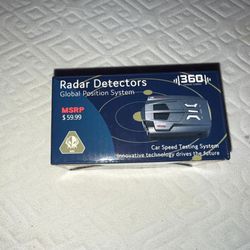 Radar Detectors
Global Position System
360
MSRP
$ 59.99
Car Speed Testing System
Innovative technology drives the future